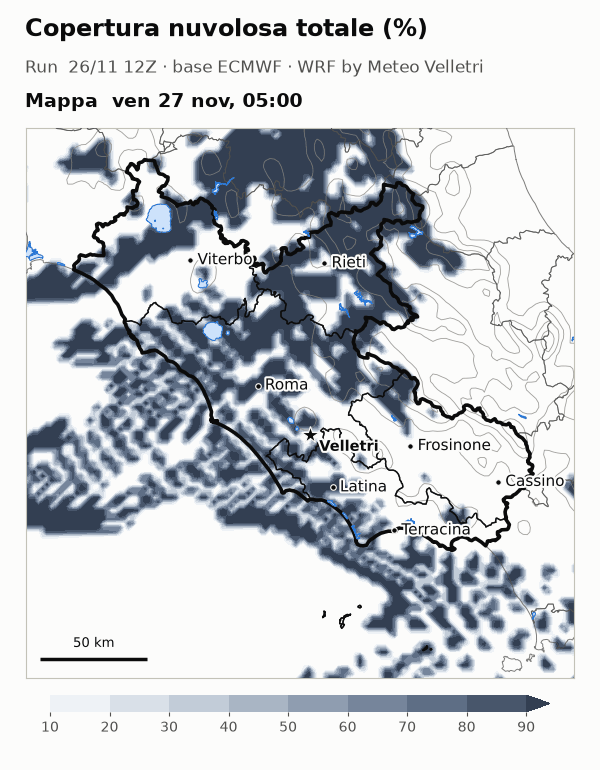 Copertura nuvolosa totale (%)
Run  26/11 12Z · base ECMWF · WRF by Meteo Velletri
Mappa  ven 27 nov, 05:00
Viterbo
Rieti
Roma
Velletri
Frosinone
Cassino
Latina
Terracina
50 km
10 20 30 40 50 60 70 80 90